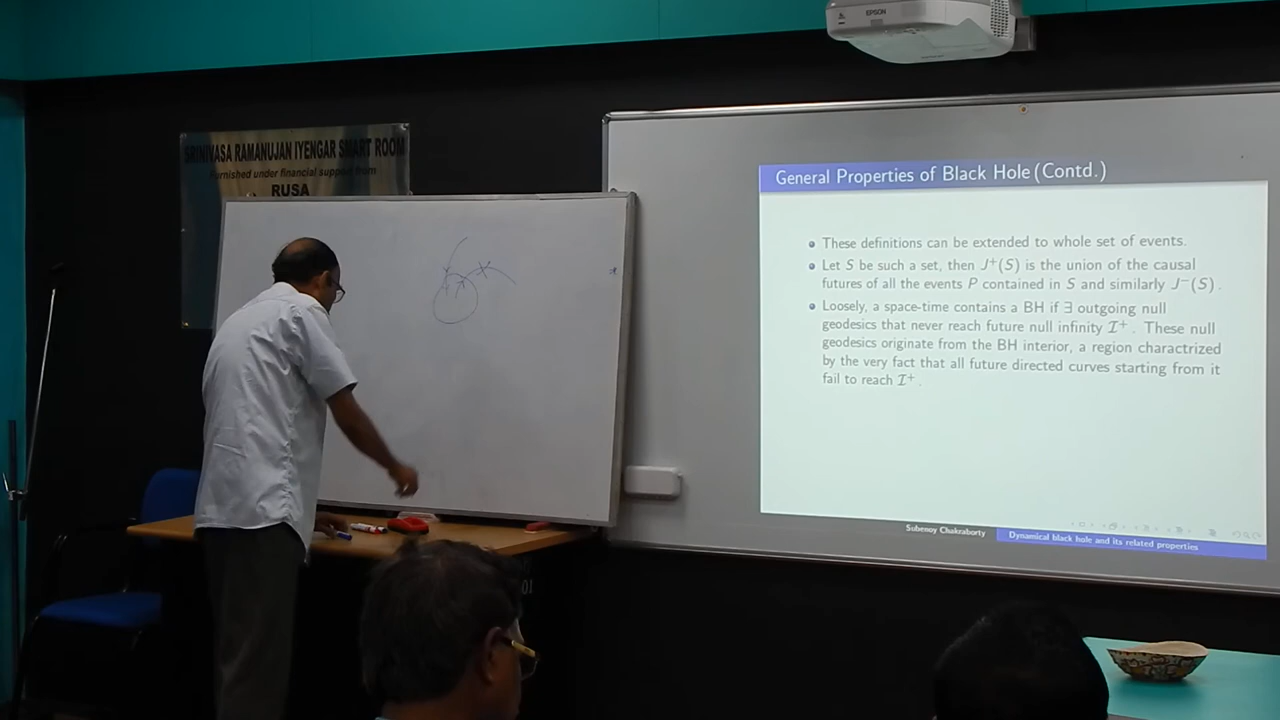 EPSON
SRINIVASA RAMANUJAN IYENGAR SMART ROOM
Furnished under financial support from
RUSA
General Properties of Black Hole (Contd.)
These definitions can be extended to whole set of events.
Let S be such a set, then J⁺(S) is the union of the causal
futures of all the events P contained in S and similarly J⁻(S) .
Loosely, a space-time contains a BH if ∃ outgoing null
geodesics that never reach future null infinity ℐ⁺ . These null
geodesics originate from the BH interior, a region charactrized
by the very fact that all future directed curves starting from it
fail to reach ℐ⁺ .
Subenoy Chakraborty
Dynamical black hole and its related properties
01